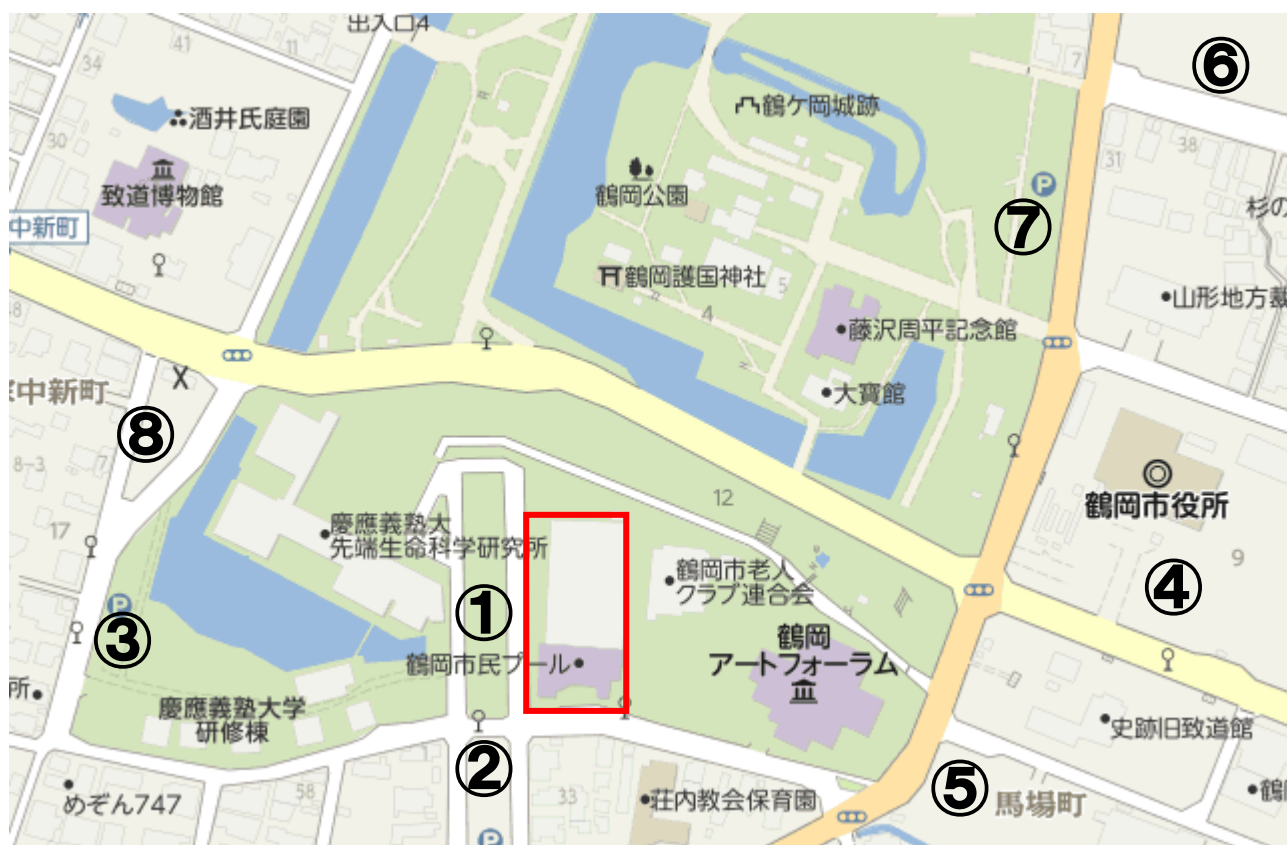 出入口4
41
11
34
⑥
7
酒井氏庭園
鶴ケ岡城跡
30
38
31
致道博物館
鶴岡公園
P
中新町
⑦
鶴岡護国神社
5
4
山形地方
藤沢周平記念館
大寶館
中新町
X
⑧
8-3
7
12
鶴岡市役所
17
慶應義塾大
先端生命科学研究所
9
鶴岡市老人
クラブ連合会
④
P
①
③
鶴岡
アートフォーラム
鶴岡市民プール
所
慶應義塾大学
研修棟
史跡旧致道館
②
⑤
めぞん747
58
33
荘内教会保育園
馬場町
P